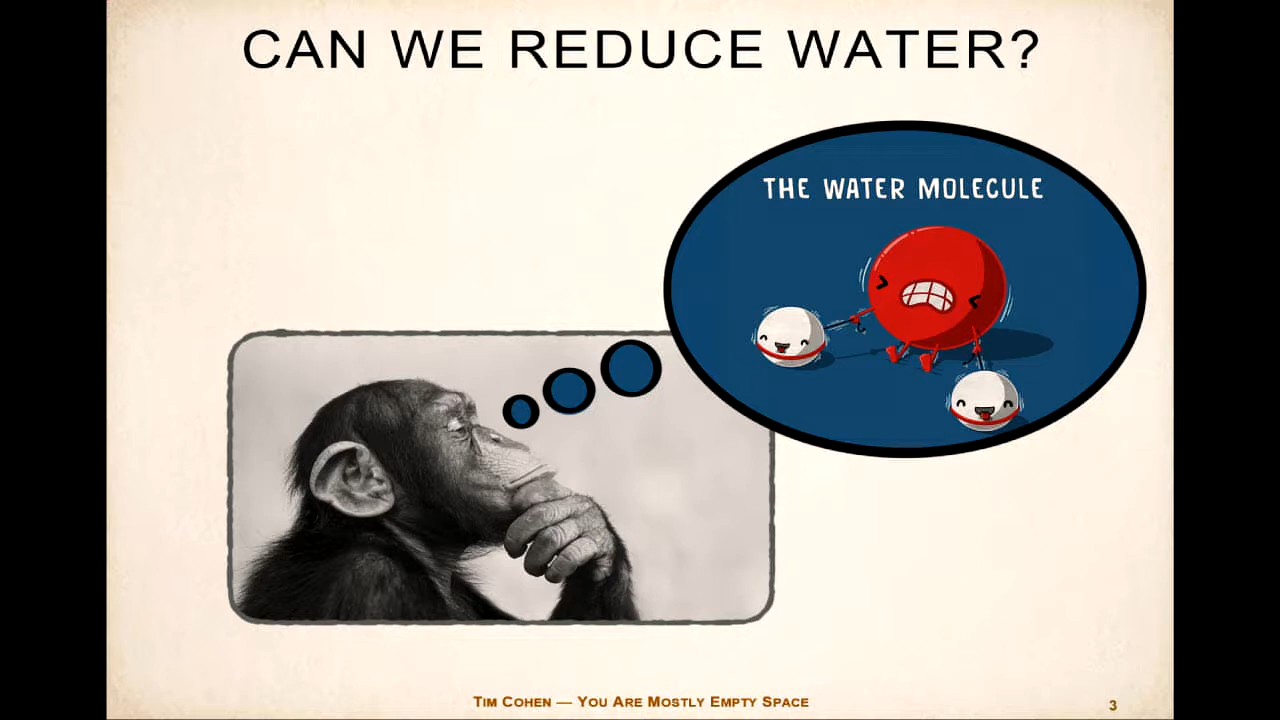 CAN WE REDUCE WATER?
THE WATER MOLECULE
TIM COHEN — YOU ARE MOSTLY EMPTY SPACE
3